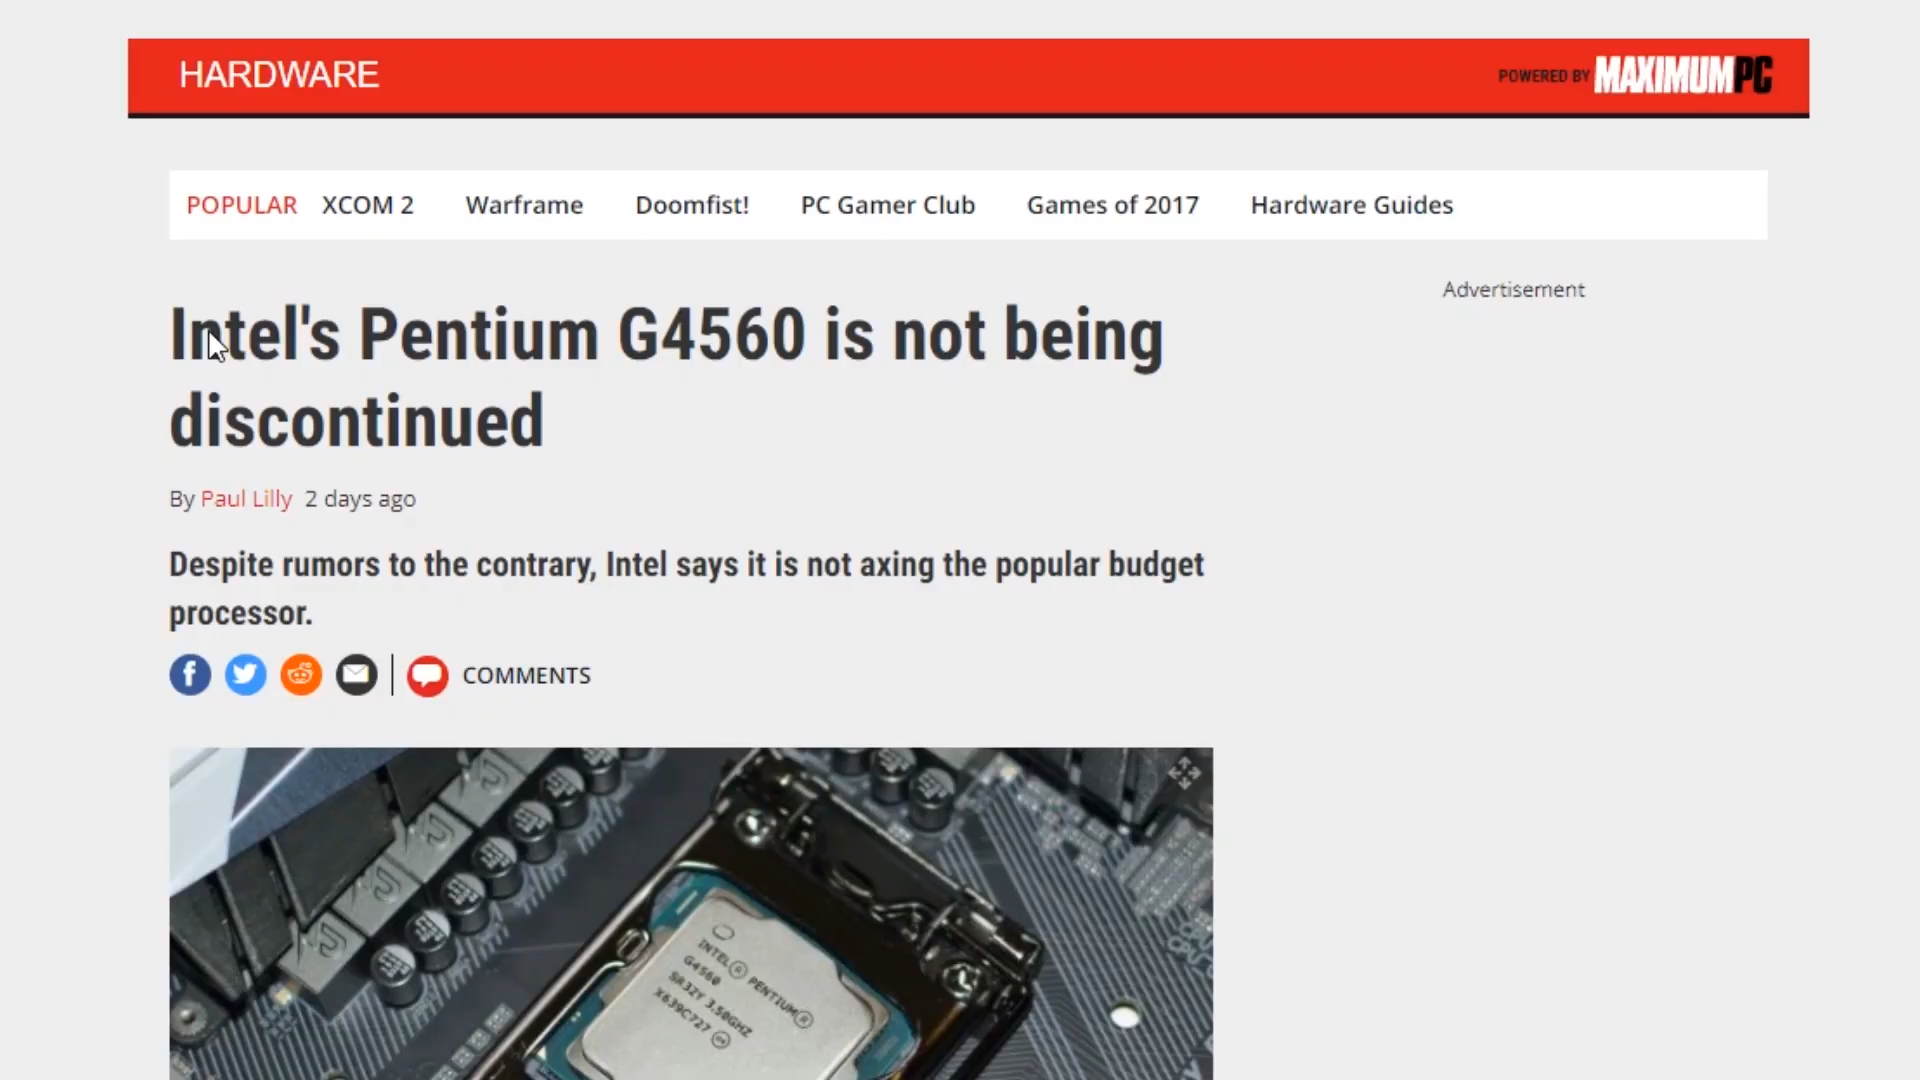 HARDWARE
POWERED BY MAXIMUMPC
POPULAR XCOM 2 Warframe Doomfist! PC Gamer Club Games of 2017 Hardware Guides
Advertisement
Intel's Pentium G4560 is not being
discontinued
By Paul Lilly 2 days ago
Despite rumors to the contrary, Intel says it is not axing the popular budget
processor.
COMMENTS
INTEL® PENTIUM®
G4560
SR32Y 3.50GHZ
X639C727